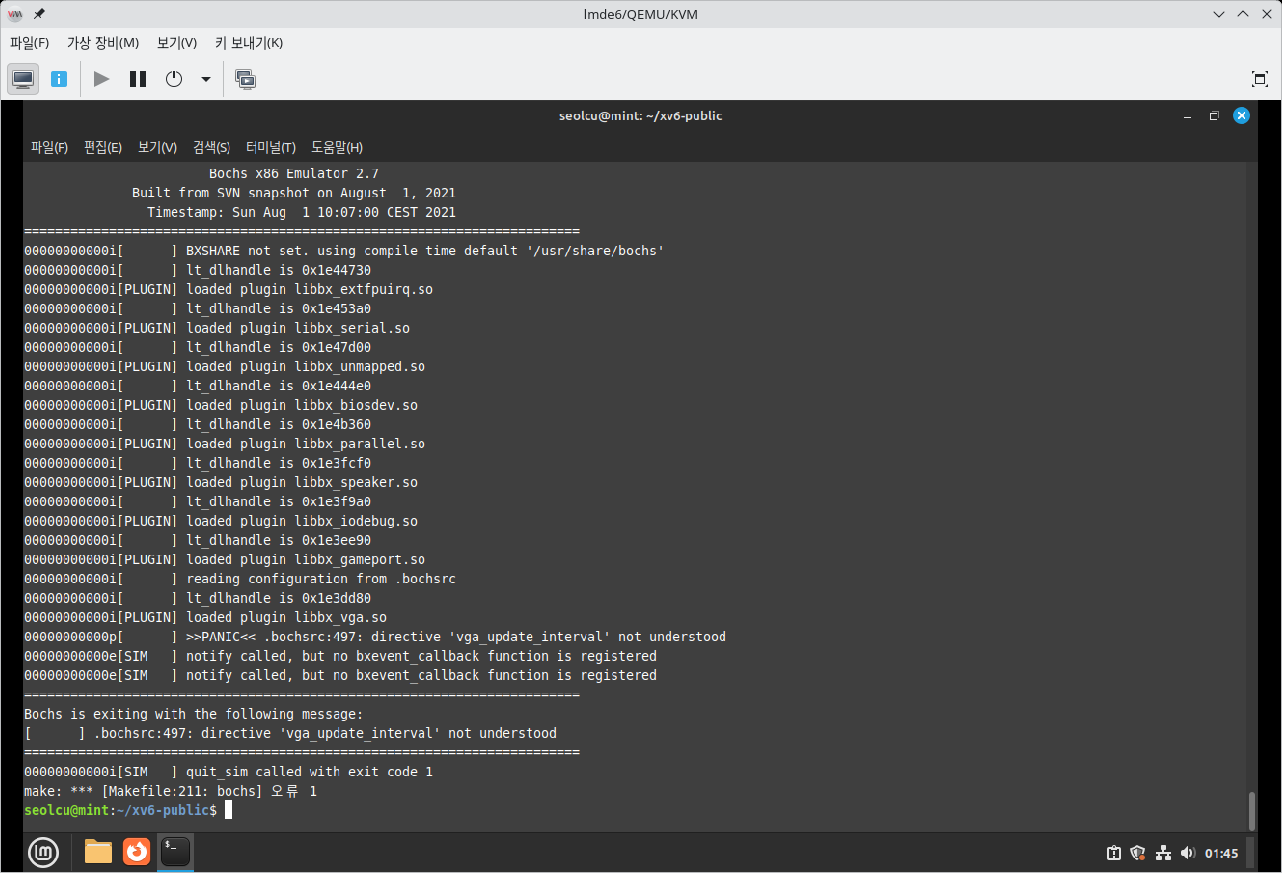 lmde6/QEMU/KVM
파일(F) 가상 장비(M) 보기(V) 키 보내기(K)
seolcu@mint: ~/xv6-public
파일(F) 편집(E) 보기(V) 검색(S) 터미널(T) 도움말(H)
Bochs x86 Emulator 2.7
Built from SVN snapshot on August  1, 2021
Timestamp: Sun Aug  1 10:07:00 CEST 2021
========================================================================
00000000000i[      ] BXSHARE not set. using compile time default '/usr/share/bochs'
00000000000i[      ] lt_dlhandle is 0x1e44730
00000000000i[PLUGIN] loaded plugin libbx_extfpuirq.so
00000000000i[      ] lt_dlhandle is 0x1e453a0
00000000000i[PLUGIN] loaded plugin libbx_serial.so
00000000000i[      ] lt_dlhandle is 0x1e47d00
00000000000i[PLUGIN] loaded plugin libbx_unmapped.so
00000000000i[      ] lt_dlhandle is 0x1e444e0
00000000000i[PLUGIN] loaded plugin libbx_biosdev.so
00000000000i[      ] lt_dlhandle is 0x1e4b360
00000000000i[PLUGIN] loaded plugin libbx_parallel.so
00000000000i[      ] lt_dlhandle is 0x1e3fcf0
00000000000i[PLUGIN] loaded plugin libbx_speaker.so
00000000000i[      ] lt_dlhandle is 0x1e3f9a0
00000000000i[PLUGIN] loaded plugin libbx_iodebug.so
00000000000i[      ] lt_dlhandle is 0x1e3ee90
00000000000i[PLUGIN] loaded plugin libbx_gameport.so
00000000000i[      ] reading configuration from .bochsrc
00000000000i[      ] lt_dlhandle is 0x1e3dd80
00000000000i[PLUGIN] loaded plugin libbx_vga.so
00000000000p[      ] >>PANIC<< .bochsrc:497: directive 'vga_update_interval' not understood
00000000000e[SIM   ] notify called, but no bxevent_callback function is registered
00000000000e[SIM   ] notify called, but no bxevent_callback function is registered
========================================================================
Bochs is exiting with the following message:
[      ] .bochsrc:497: directive 'vga_update_interval' not understood
========================================================================
00000000000i[SIM   ] quit_sim called with exit code 1
make: *** [Makefile:211: bochs] 오류 1
seolcu@mint:~/xv6-public$
01:45